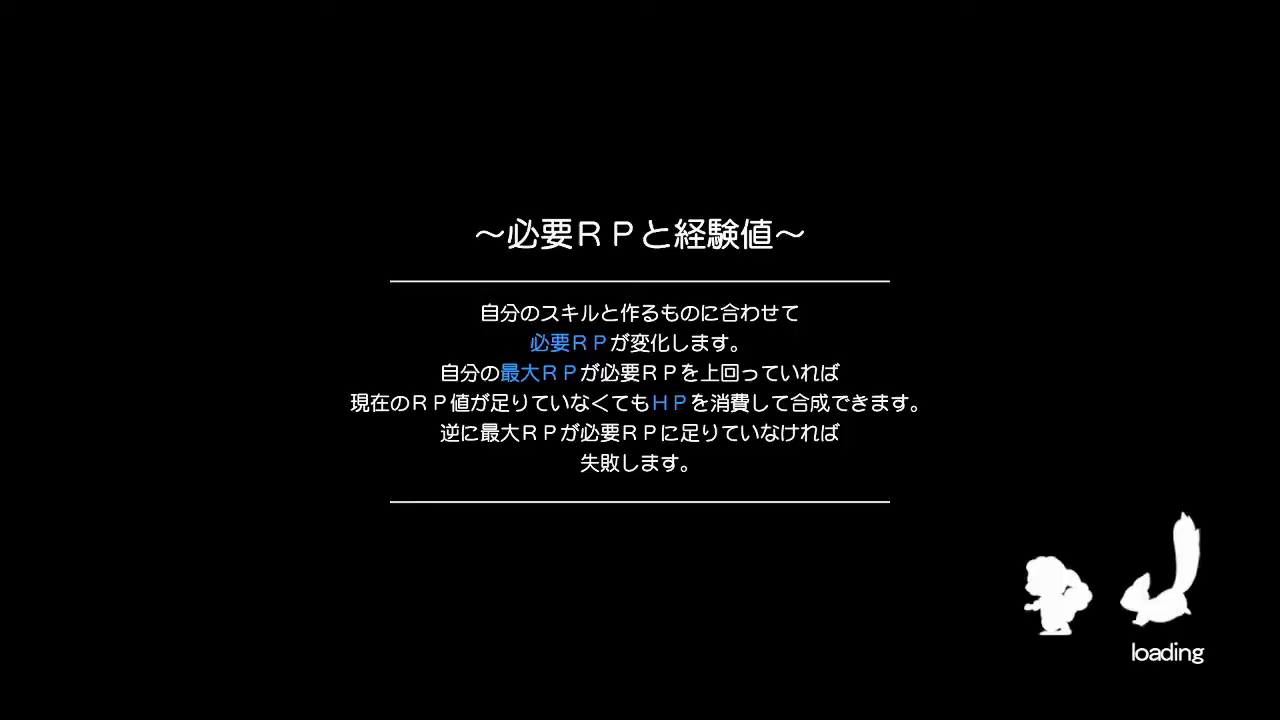 ～必要ＲＰと経験値～
自分のスキルと作るものに合わせて
必要ＲＰが変化します。
自分の最大ＲＰが必要ＲＰを上回っていれば
現在のＲＰ値が足りていなくてもＨＰを消費して合成できます。
逆に最大ＲＰが必要ＲＰに足りていなければ
失敗します。
loading